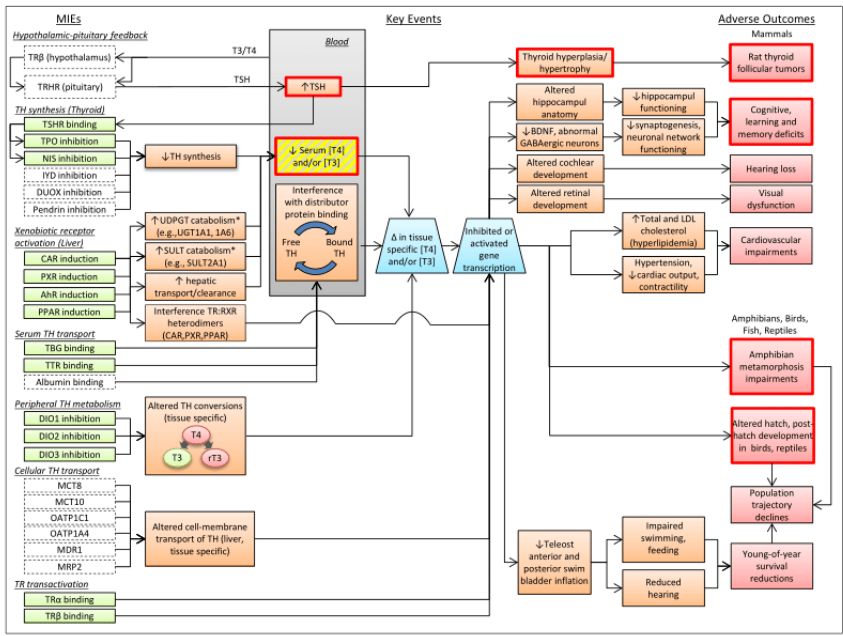 MIEs
Key Events
Adverse Outcomes
Hypothalamic-pituitary feedback
Blood
Mammals
TRβ (hypothalamus)
T3/T4
TRHR (pituitary)
TSH
↑TSH
Thyroid hyperplasia/
hypertrophy
Rat thyroid
follicular tumors
TH synthesis (Thyroid)
TSHR binding
TPO inhibition
NIS inhibition
IYD inhibition
DUOX inhibition
Pendrin inhibition
↓TH synthesis
↓ Serum [T4]
and/or [T3]
Altered
hippocampul
anatomy
↓hippocampul
functioning
↓BDNF, abnormal
GABAergic neurons
↓synaptogenesis,
neuronal network
functioning
Cognitive,
learning and
memory deficits
Altered cochlear
development
Hearing loss
Altered retinal
development
Visual
dysfunction
Interference
with distributor
protein binding
Free
TH
Bound
TH
Δ in tissue
specific [T4]
and/or [T3]
Inhibited or
activated
gene
transcription
↑Total and LDL
cholesterol
(hyperlipidemia)
Hypertension,
↓cardiac output,
contractility
Cardiovascular
impairments
Xenobiotic receptor
activation (Liver)
CAR induction
PXR induction
AhR induction
PPAR induction
↑UDPGT catabolism*
(e.g.,UGT1A1, 1A6)
↑SULT catabolism*
(e.g., SULT2A1)
↑ hepatic
transport/clearance
Interference TR:RXR
heterodimers
(CAR,PXR,PPAR)
Serum TH transport
TBG binding
TTR binding
Albumin binding
Amphibians, Birds,
Fish, Reptiles
Amphibian
metamorphosis
impairments
Peripheral TH metabolism
DIO1 inhibition
DIO2 inhibition
DIO3 inhibition
Altered TH conversions
(tissue specific)
T4
T3
rT3
Altered hatch, post-
hatch development
in birds, reptiles
Cellular TH transport
MCT8
MCT10
OATP1C1
OATP1A4
MDR1
MRP2
Altered cell-membrane
transport of TH (liver,
tissue specific)
Population
trajectory
declines
↓Teleost
anterior and
posterior swim
bladder inflation
Impaired
swimming,
feeding
Reduced
hearing
Young-of-year
survival
reductions
TR transactivation
TRα binding
TRβ binding